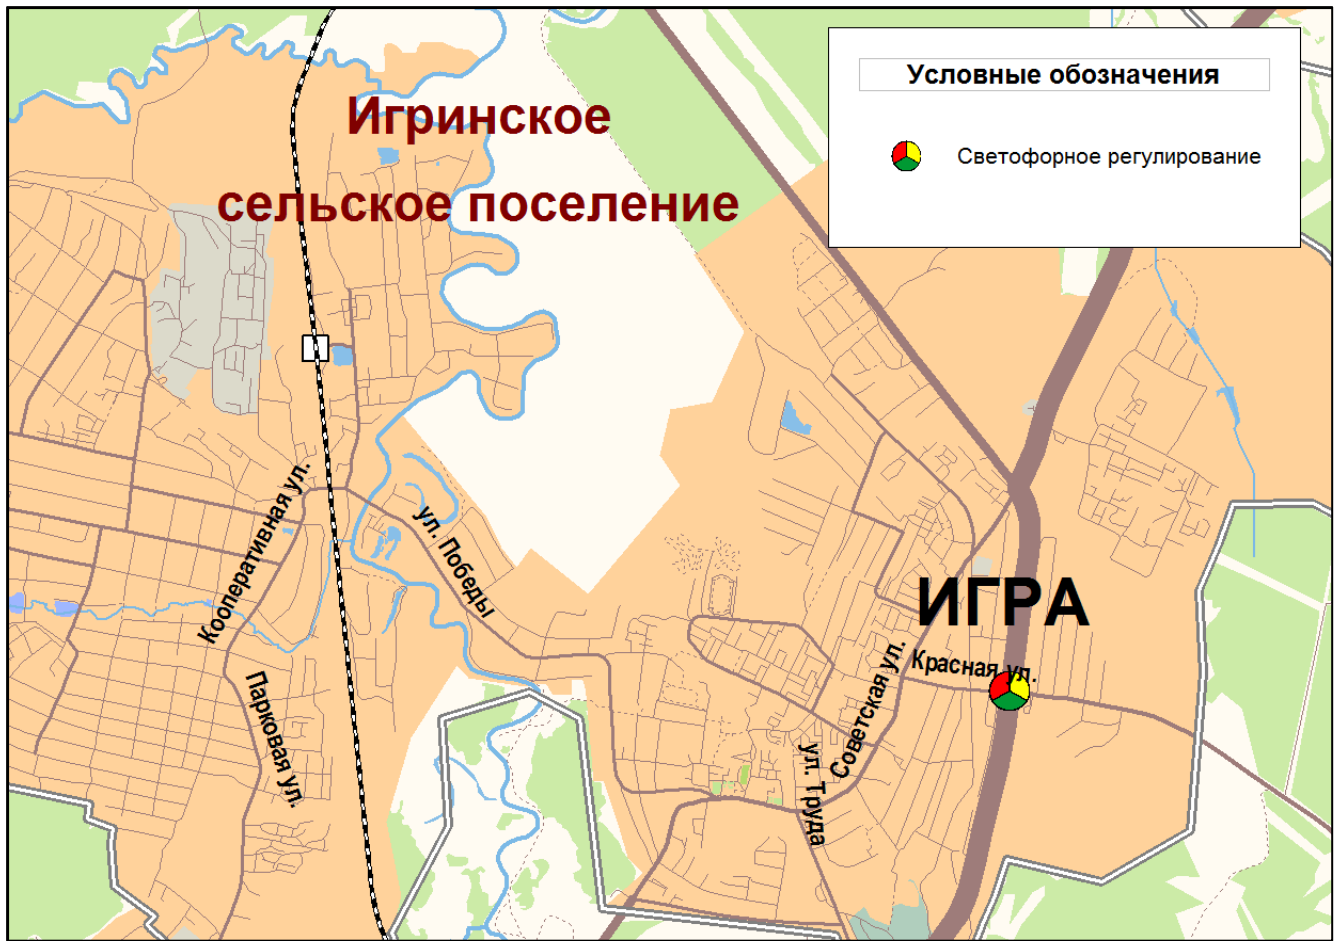 Условные обозначения
Светофорное регулирование
Игринское
сельское поселение
Кооперативная ул.
ул. Победы
ИГРА
Красная ул.
Советская ул.
Парковая ул.
ул. Труда